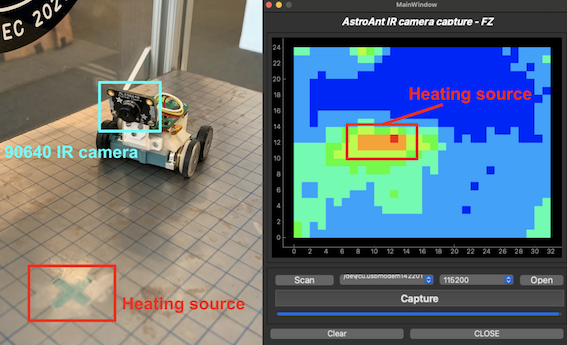 EC 2021
90640 IR camera
Heating source
MainWindow
AstroAnt IR camera capture - FZ
Heating source
24
22
20
18
16
14
12
10
8
6
4
2
0
0 2 4 6 8 10 12 14 16 18 20 22 24 26 28 30 32
Scan
/dev/cu.usbmodem142201
115200
Open
Capture
Clear
CLOSE